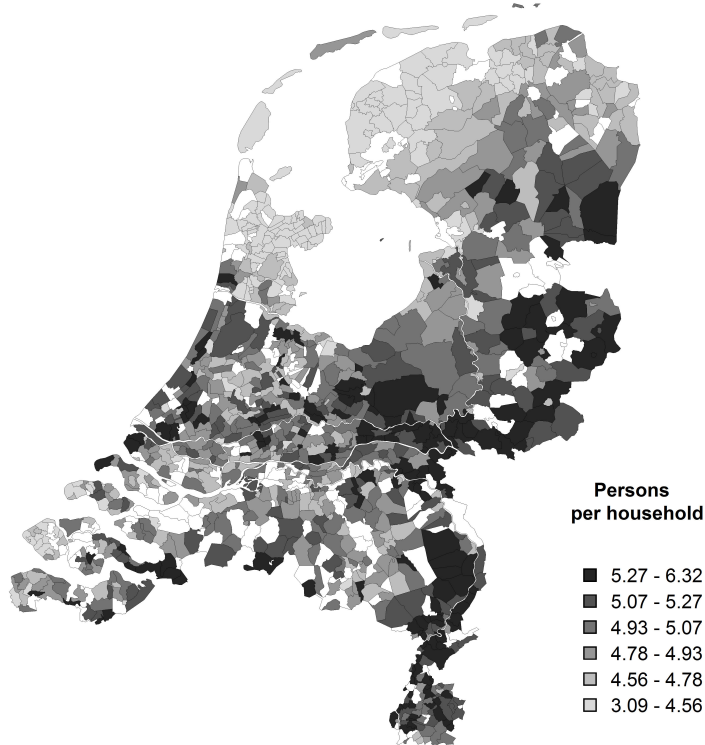 Persons
per household
5.27 - 6.32
5.07 - 5.27
4.93 - 5.07
4.78 - 4.93
4.56 - 4.78
3.09 - 4.56